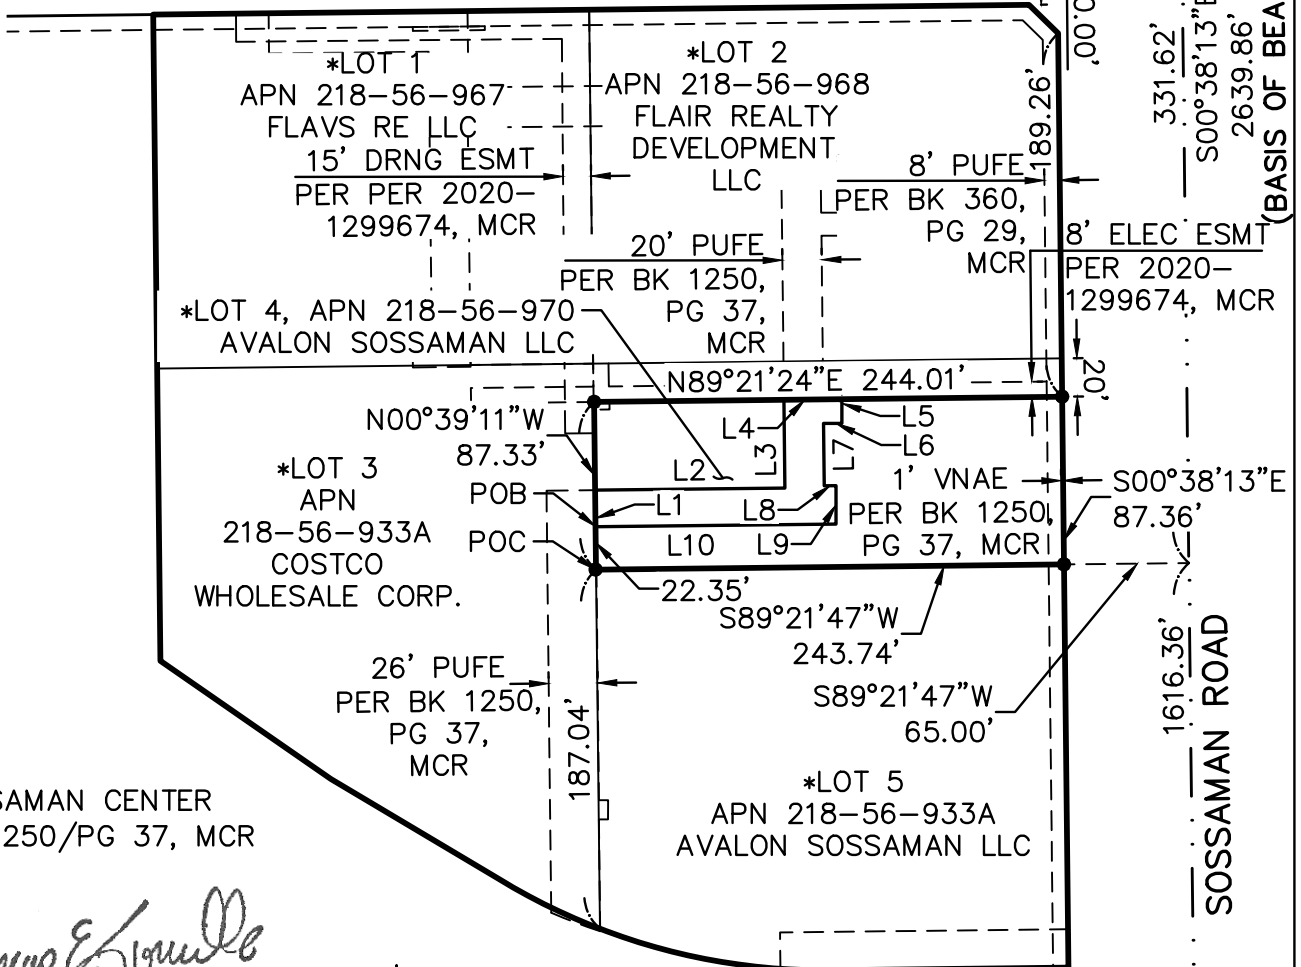 *LOT 1
APN 218-56-967
FLAVS RE LLC
15' DRNG ESMT
PER PER 2020-
1299674, MCR
*LOT 2
APN 218-56-968
FLAIR REALTY
DEVELOPMENT
LLC
189.26'
0.00'
331.62'
S00°38'13"E
2639.86'
(BASIS OF BEA
8' PUFE
PER BK 360,
PG 29,
MCR
20' PUFE
PER BK 1250,
PG 37,
MCR
8' ELEC ESMT
PER 2020-
1299674, MCR
*LOT 4, APN 218-56-970
AVALON SOSSAMAN LLC
N89°21'24"E 244.01'
20'
N00°39'11"W
87.33'
L4
L5
L6
L3
L7
L2
L1
L8
L10
L9
*LOT 3
APN
218-56-933A
COSTCO
WHOLESALE CORP.
POB
POC
1' VNAE
PER BK 1250,
PG 37, MCR
S00°38'13"E
87.36'
22.35'
S89°21'47"W
243.74'
S89°21'47"W
65.00'
26' PUFE
PER BK 1250,
PG 37,
MCR
187.04'
1616.36'
SOSSAMAN ROAD
*LOT 5
APN 218-56-933A
AVALON SOSSAMAN LLC
SAMAN CENTER
250/PG 37, MCR